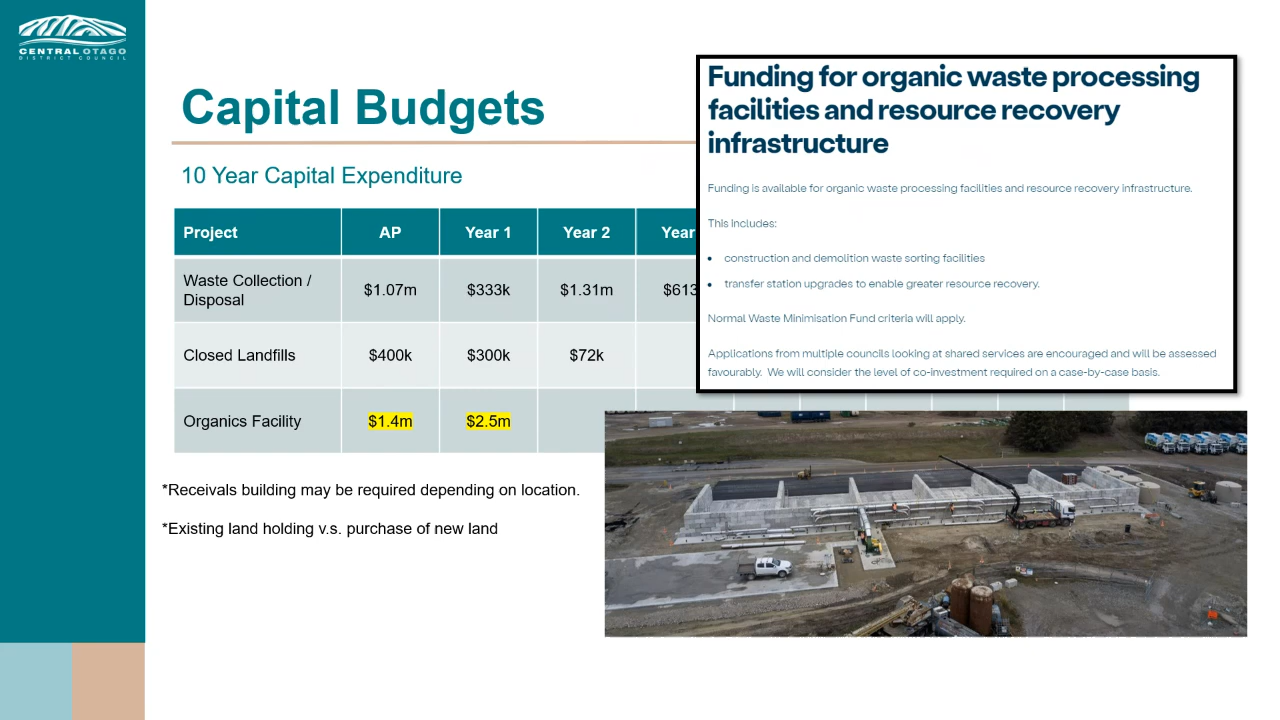 CENTRAL OTAGO
DISTRICT COUNCIL
Capital Budgets
10 Year Capital Expenditure
Project AP Year 1 Year 2 Year
Waste Collection /
Disposal
$1.07m $333k $1.31m $613
Closed Landfills $400k $300k $72k
Organics Facility $1.4m $2.5m
*Receivals building may be required depending on location.
*Existing land holding v.s. purchase of new land
Funding for organic waste processing
facilities and resource recovery
infrastructure
Funding is available for organic waste processing facilities and resource recovery infrastructure.
This includes:
• construction and demolition waste sorting facilities
• transfer station upgrades to enable greater resource recovery.
Normal Waste Minimisation Fund criteria will apply.
Applications from multiple councils looking at shared services are encouraged and will be assessed
favourably. We will consider the level of co-investment required on a case-by-case basis.